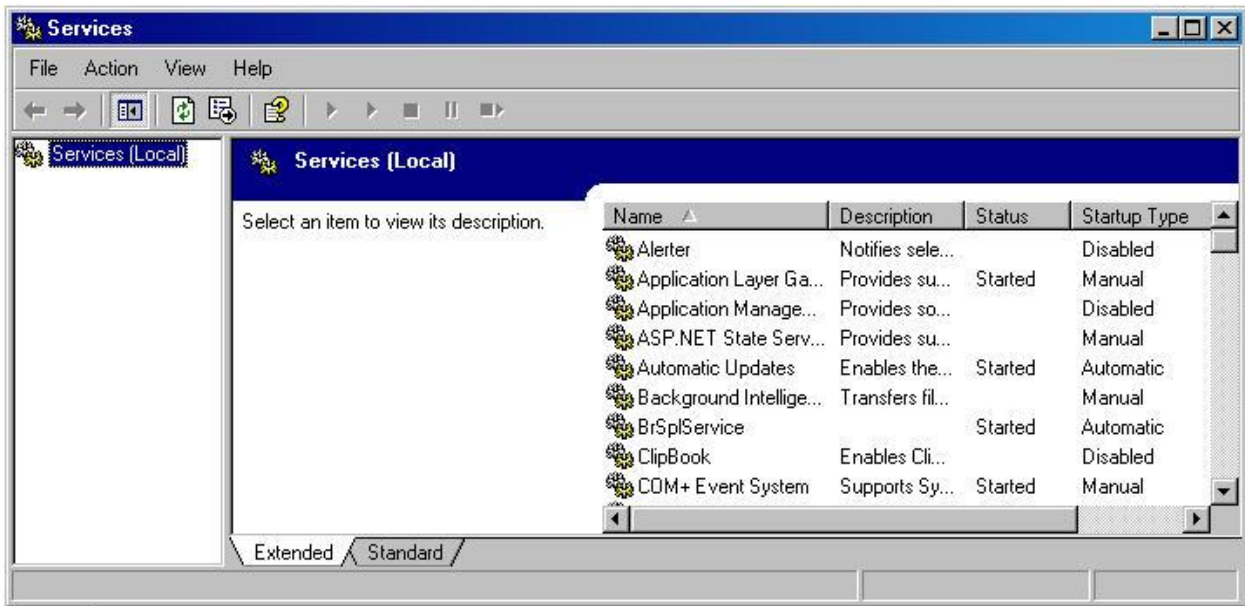 Services
File Action View Help
Services (Local)
Services (Local)
Select an item to view its description.
Name Description Status Startup Type
Alerter Notifies sele... Disabled
Application Layer Ga... Provides su... Started Manual
Application Manage... Provides so... Disabled
ASP.NET State Serv... Provides su... Manual
Automatic Updates Enables the... Started Automatic
Background Intellige... Transfers fil... Manual
BrSplService Started Automatic
ClipBook Enables Cli... Disabled
COM+ Event System Supports Sy... Started Manual
Extended Standard